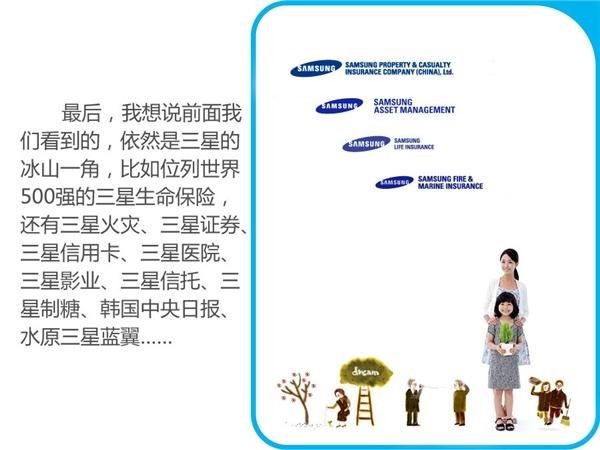 最后，我想说前面我
们看到的，依然是三星的
冰山一角，比如位列世界
500强的三星生命保险，
还有三星火灾、三星证券、
三星信用卡、三星医院、
三星影业、三星信托、三
星制糖、韩国中央日报、
水原三星蓝翼......
SAMSUNG SAMSUNG PROPERTY & CASUALTY
INSURANCE COMPANY (CHINA), Ltd.
SAMSUNG SAMSUNG
ASSET MANAGEMENT
SAMSUNG SAMSUNG
LIFE INSURANCE
SAMSUNG SAMSUNG FIRE &
MARINE INSURANCE
dream